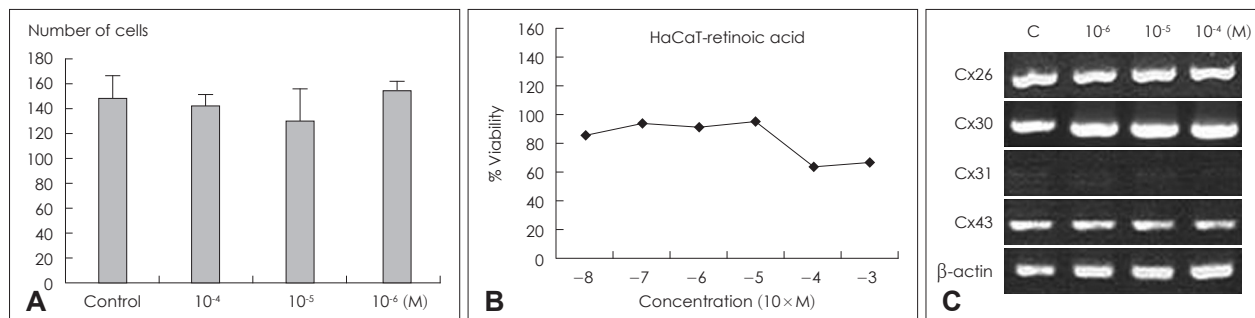 Number of cells
180
160
140
120
100
80
60
40
20
0
Control 10⁻⁴ 10⁻⁵ 10⁻⁶ (M)
A
HaCaT-retinoic acid
% Viability
160
140
120
100
80
60
40
20
0
−8 −7 −6 −5 −4 −3
Concentration (10×M)
B
C 10⁻⁶ 10⁻⁵ 10⁻⁴ (M)
Cx26
Cx30
Cx31
Cx43
β-actin
C